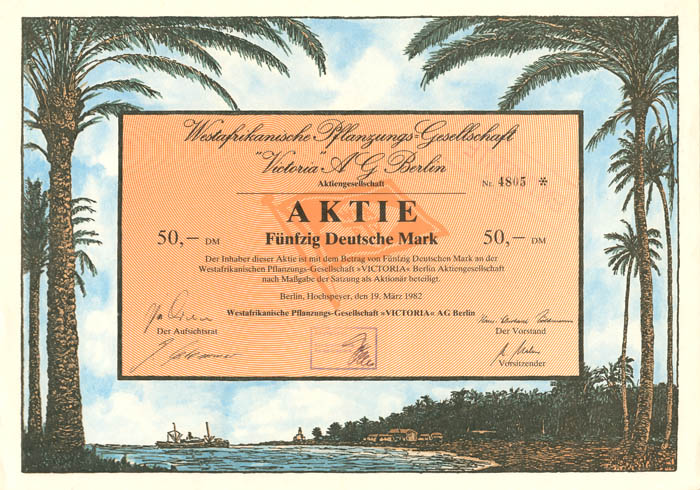 Westafrikanische Pflanzungs-Gesellschaft
"Victoria" A G Berlin
Aktiengesellschaft
Nr. 4805 *
AKTIE
50,— DM
Fünfzig Deutsche Mark
50,— DM
Der Inhaber dieser Aktie ist mit dem Betrag von Fünfzig Deutschen Mark an der
Westafrikanischen Pflanzungs-Gesellschaft »VICTORIA« Berlin Aktiengesellschaft
nach Maßgabe der Satzung als Aktionär beteiligt.
Berlin, Hochspeyer, den 19. März 1982
Westafrikanische Pflanzungs-Gesellschaft »VICTORIA« AG Berlin
Der Aufsichtsrat
Der Vorstand
Vorsitzender